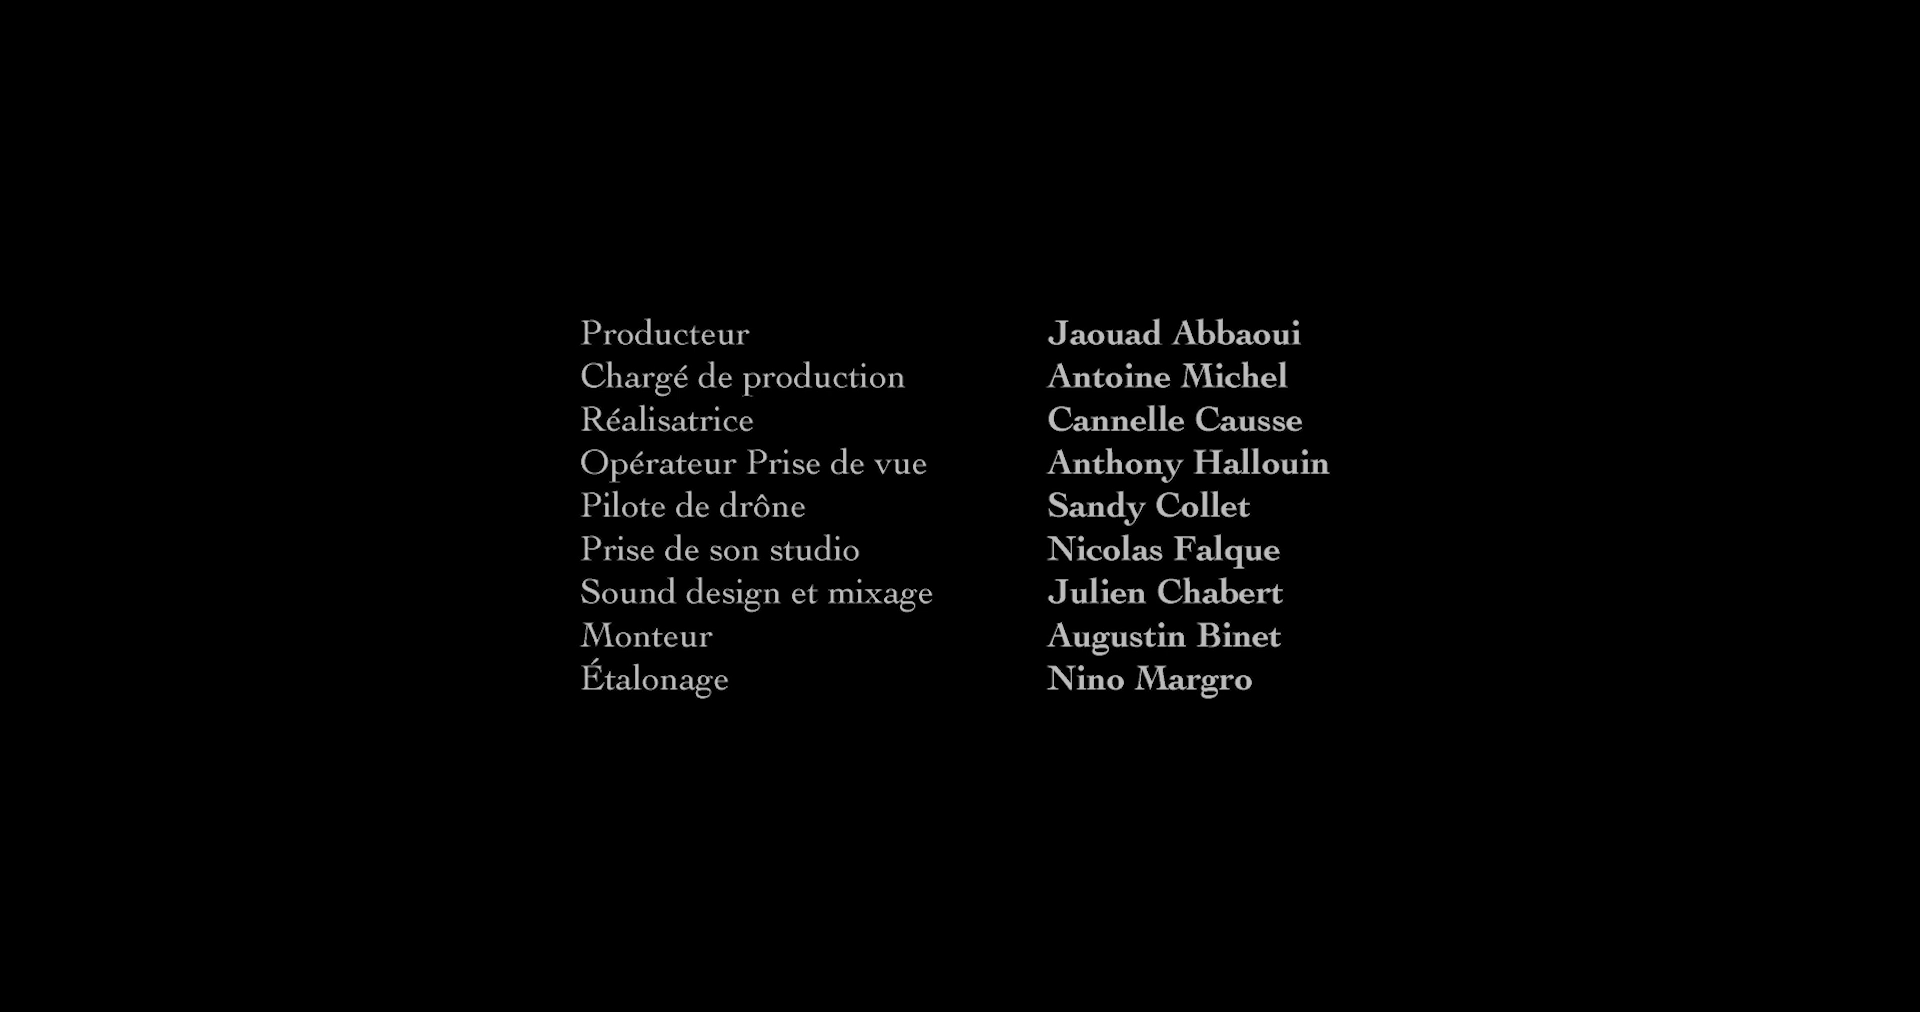 Producteur Jaouad Abbaoui
Chargé de production Antoine Michel
Réalisatrice Cannelle Causse
Opérateur Prise de vue Anthony Hallouin
Pilote de drône Sandy Collet
Prise de son studio Nicolas Falque
Sound design et mixage Julien Chabert
Monteur Augustin Binet
Étalonage Nino Margro